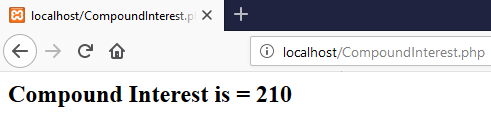 localhost/CompoundInterest.p
localhost/CompoundInterest.php
Compound Interest is = 210